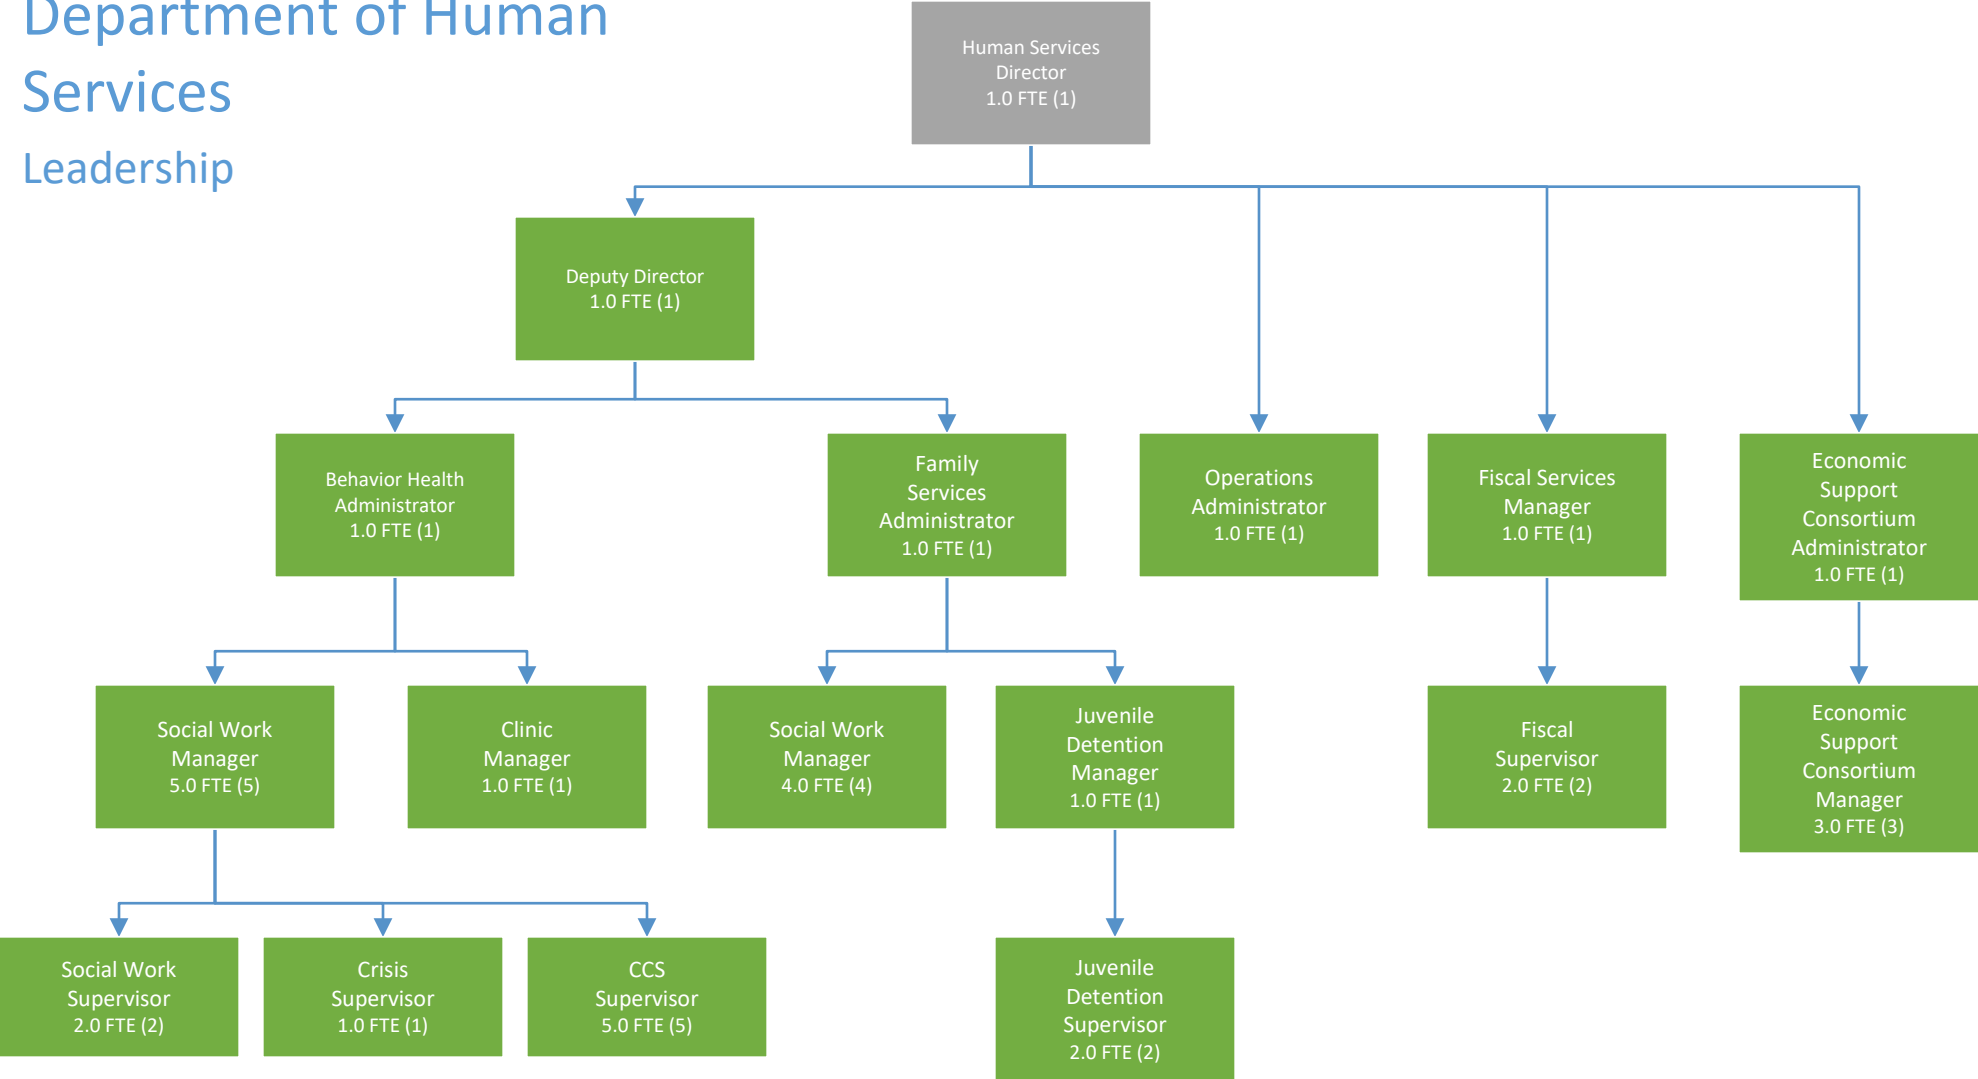 Department of Human
Services
Leadership
Human Services
Director
1.0 FTE (1)
Deputy Director
1.0 FTE (1)
Behavior Health
Administrator
1.0 FTE (1)
Family
Services
Administrator
1.0 FTE (1)
Operations
Administrator
1.0 FTE (1)
Fiscal Services
Manager
1.0 FTE (1)
Economic
Support
Consortium
Administrator
1.0 FTE (1)
Social Work
Manager
5.0 FTE (5)
Clinic
Manager
1.0 FTE (1)
Social Work
Manager
4.0 FTE (4)
Juvenile
Detention
Manager
1.0 FTE (1)
Fiscal
Supervisor
2.0 FTE (2)
Economic
Support
Consortium
Manager
3.0 FTE (3)
Social Work
Supervisor
2.0 FTE (2)
Crisis
Supervisor
1.0 FTE (1)
CCS
Supervisor
5.0 FTE (5)
Juvenile
Detention
Supervisor
2.0 FTE (2)